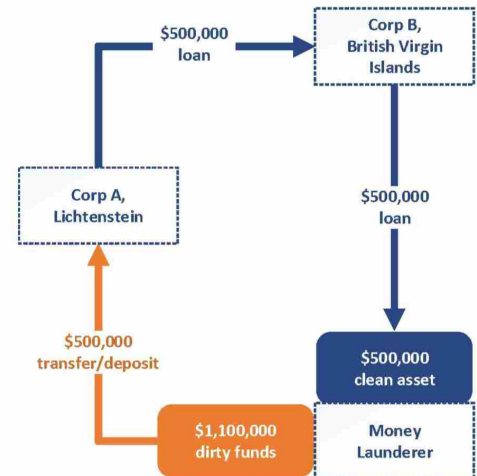 $500,000
loan
Corp B,
British Virgin
Islands
Corp A,
Lichtenstein
$500,000
loan
$500,000
transfer/deposit
$500,000
clean asset
$1,100,000
dirty funds
Money
Launderer